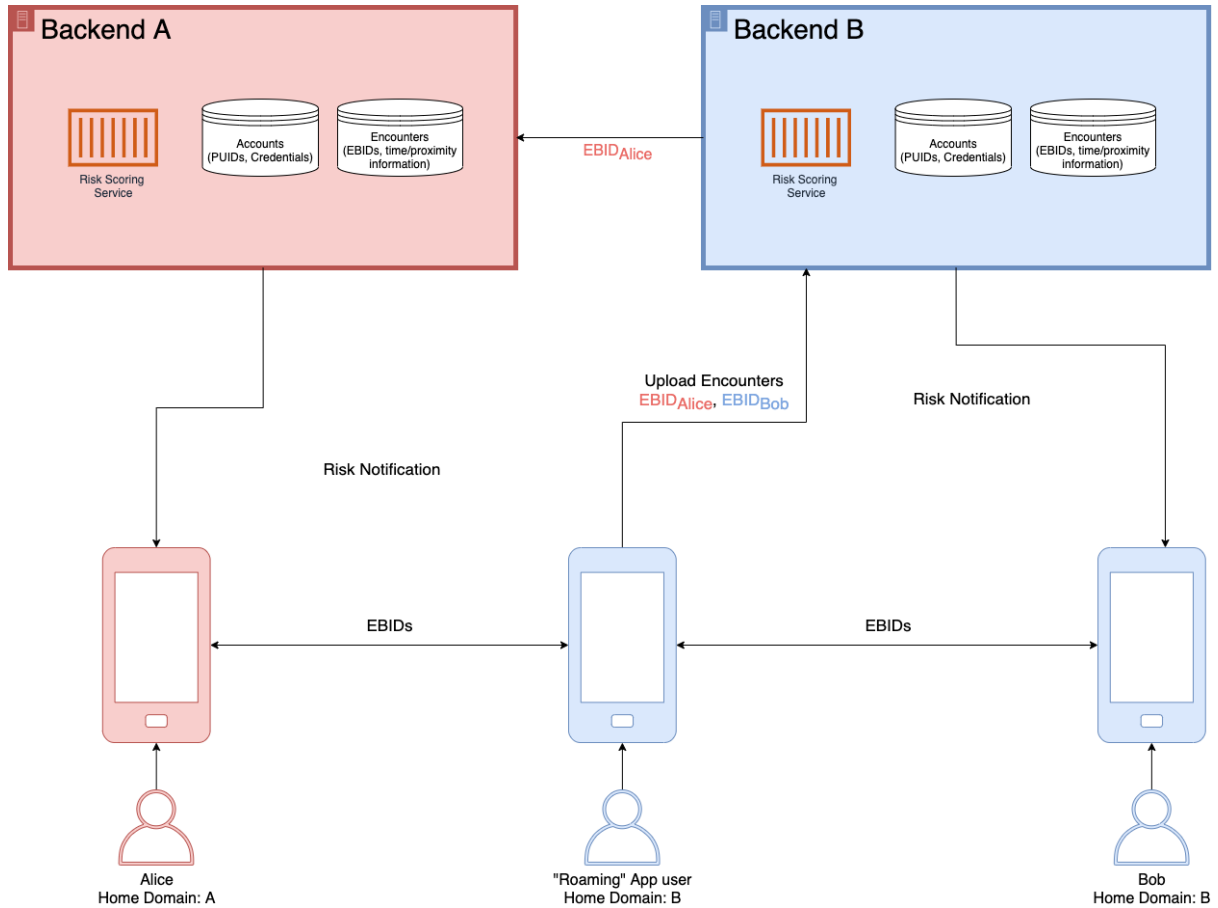 Backend A
Backend B
Accounts
(PUIDs, Credentials)
Encounters
(EBIDs, time/proximity
information)
Risk Scoring
Service
EBIDAlice
Accounts
(PUIDs, Credentials)
Encounters
(EBIDs, time/proximity
information)
Risk Scoring
Service
Upload Encounters
EBIDAlice, EBIDBob
Risk Notification
Risk Notification
EBIDs
EBIDs
Alice
Home Domain: A
"Roaming" App user
Home Domain: B
Bob
Home Domain: B